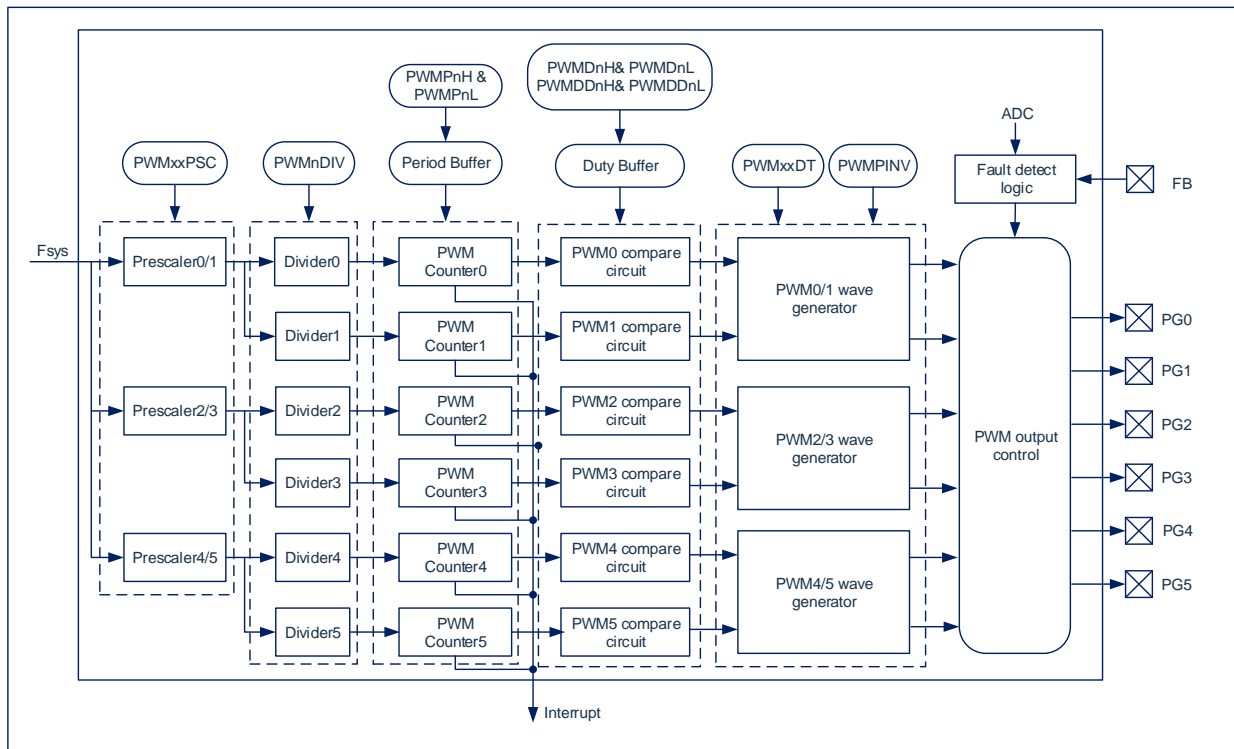 PWMPnH &
PWMPnL
PWMDnH& PWMDnL
PWMDDnH& PWMDDnL
ADC
PWMxxPSC
PWMnDIV
Period Buffer
Duty Buffer
PWMxxDT
PWMPINV
Fault detect
logic
FB
Fsys
Prescaler0/1
Divider0
PWM
Counter0
PWM0 compare
circuit
PWM0/1 wave
generator
Divider1
PWM
Counter1
PWM1 compare
circuit
Prescaler2/3
Divider2
PWM
Counter2
PWM2 compare
circuit
PWM2/3 wave
generator
Divider3
PWM
Counter3
PWM3 compare
circuit
Prescaler4/5
Divider4
PWM
Counter4
PWM4 compare
circuit
PWM4/5 wave
generator
Divider5
PWM
Counter5
PWM5 compare
circuit
PWM output
control
PG0
PG1
PG2
PG3
PG4
PG5
Interrupt